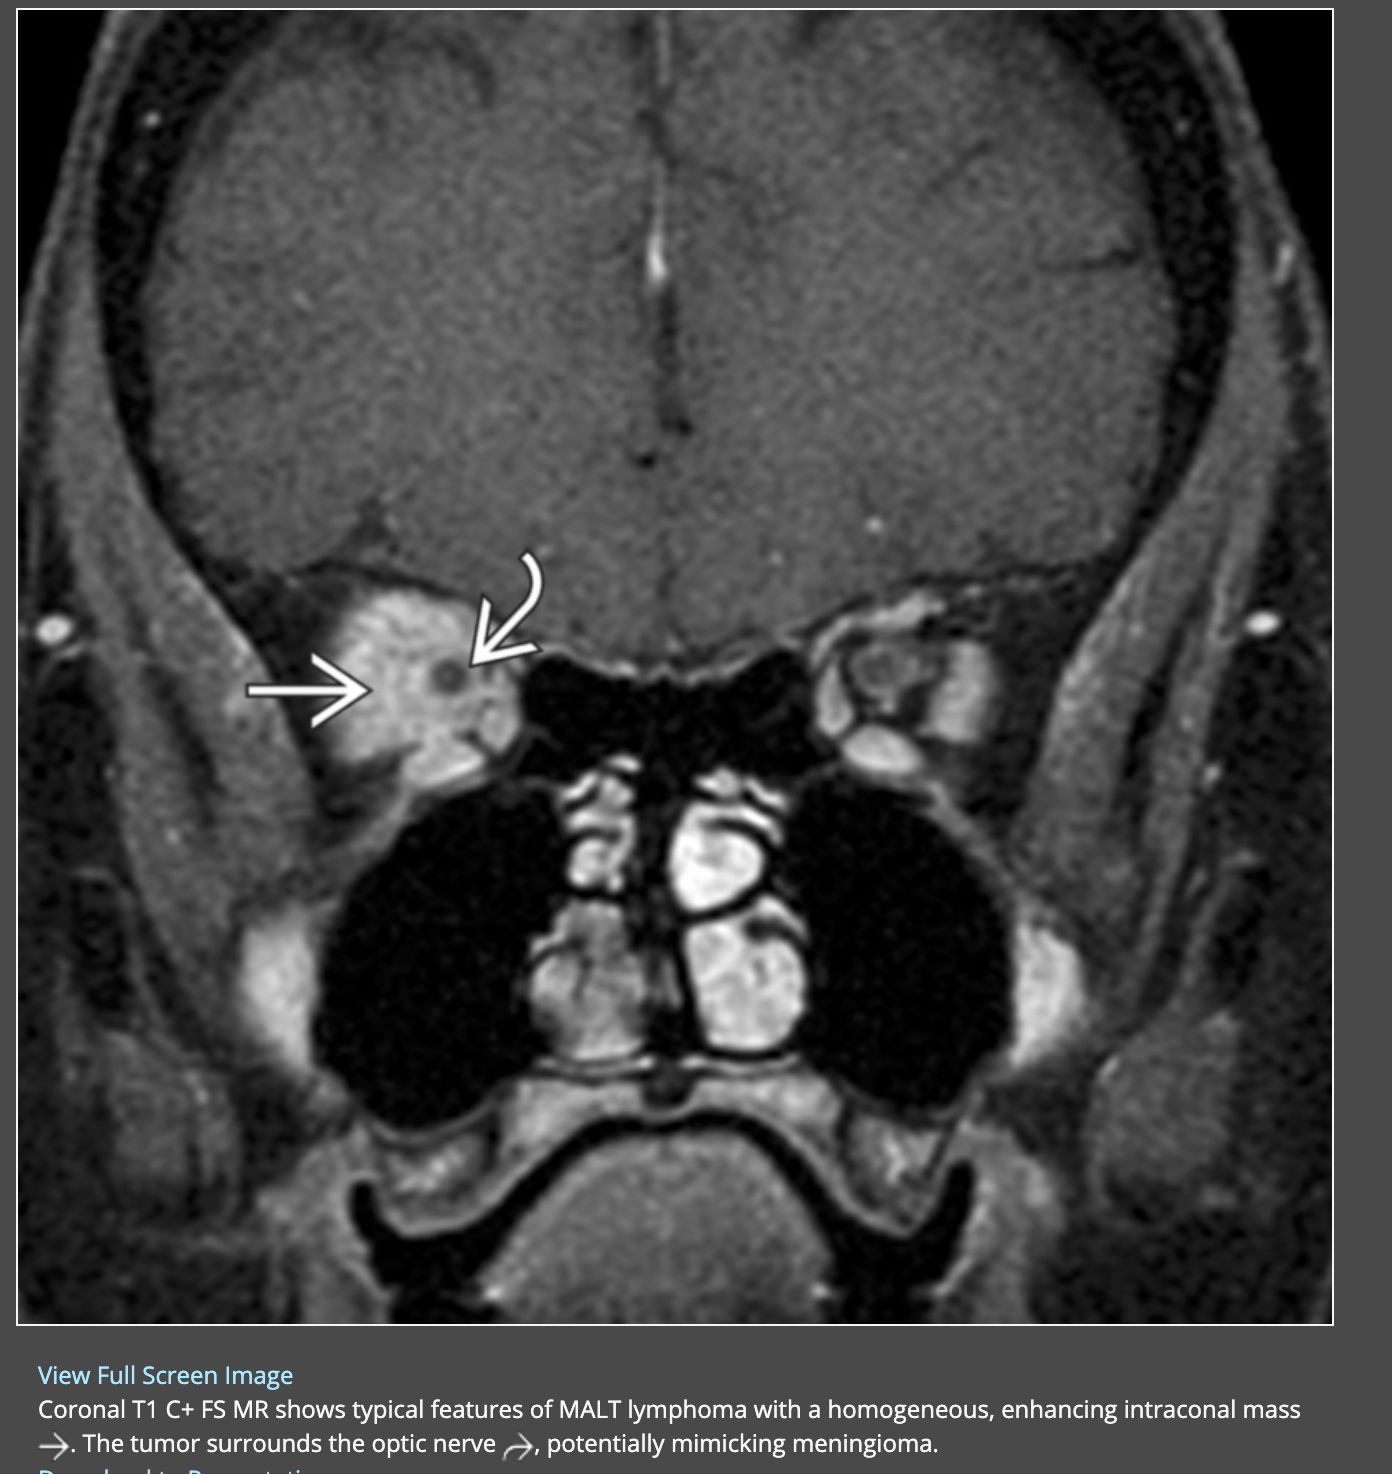 View Full Screen Image
Coronal T1 C+ FS MR shows typical features of MALT lymphoma with a homogeneous, enhancing intraconal mass
→. The tumor surrounds the optic nerve ↷, potentially mimicking meningioma.